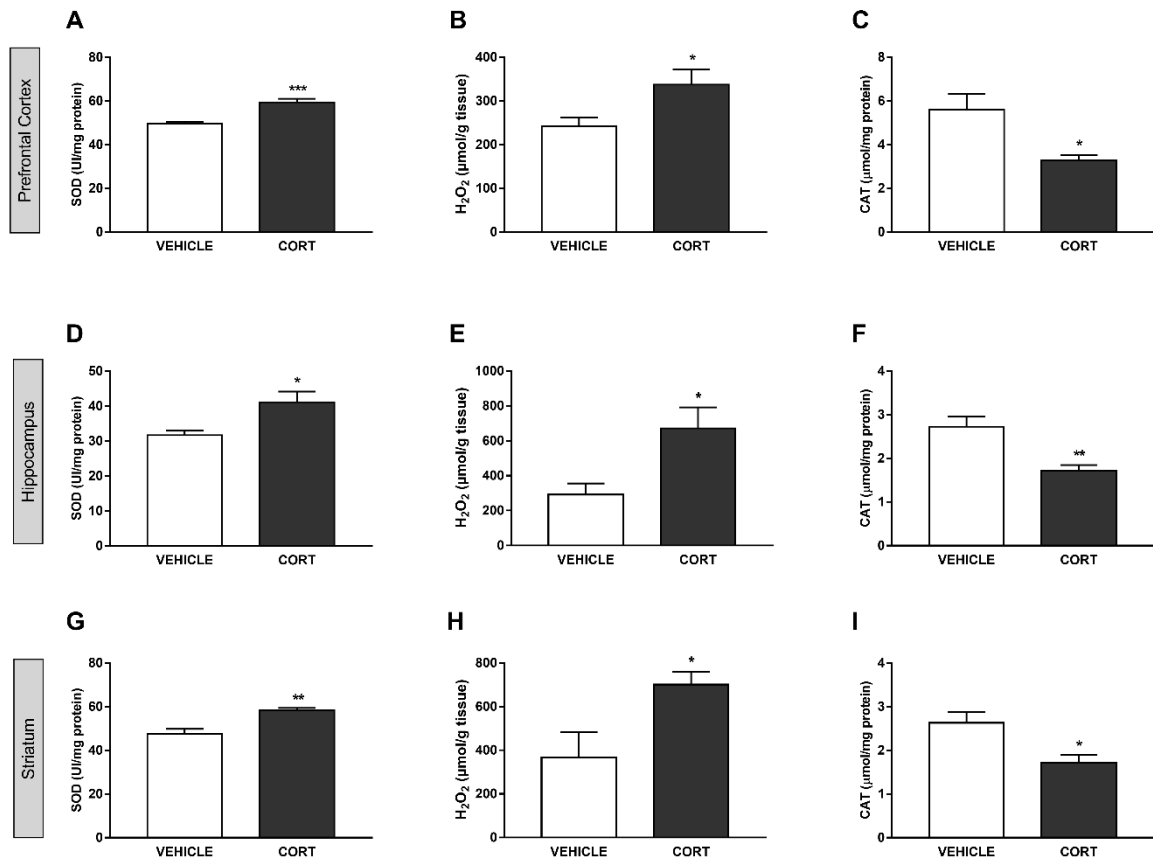 A
B
C
Prefrontal Cortex
SOD (UI/mg protein)
80
60
40
20
0
***
VEHICLE
CORT
H₂O₂ (µmol/g tissue)
400
300
200
100
0
*
VEHICLE
CORT
CAT (µmol/mg protein)
8
6
4
2
0
*
VEHICLE
CORT
D
E
F
Hippocampus
SOD (UI/mg protein)
50
40
30
20
10
0
*
VEHICLE
CORT
H₂O₂ (µmol/g tissue)
1000
800
600
400
200
0
*
VEHICLE
CORT
CAT (µmol/mg protein)
4
3
2
1
0
**
VEHICLE
CORT
G
H
I
Striatum
SOD (UI/mg protein)
80
60
40
20
0
**
VEHICLE
CORT
H₂O₂ (µmol/g tissue)
800
600
400
200
0
*
VEHICLE
CORT
CAT (µmol/mg protein)
4
3
2
1
0
*
VEHICLE
CORT